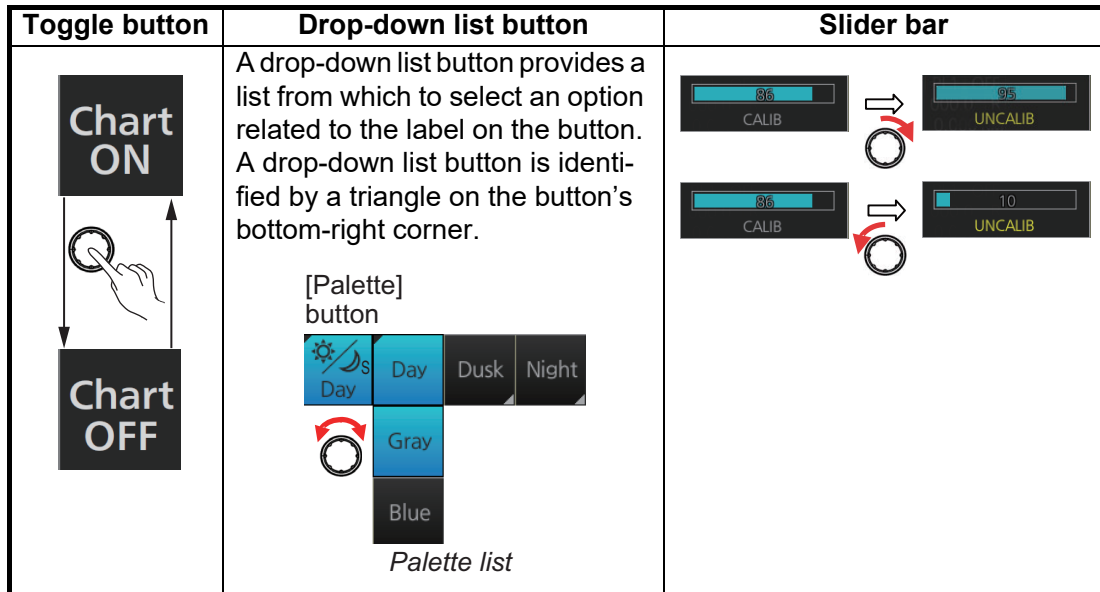 Toggle button
Drop-down list button
Slider bar
Chart
ON
Chart
OFF
A drop-down list button provides a
list from which to select an option
related to the label on the button.
A drop-down list button is identi-
fied by a triangle on the button's
bottom-right corner.
[Palette]
button
S
Day
Day
Dusk
Night
Gray
Blue
Palette list
86
CALIB
95
UNCALIB
86
CALIB
10
UNCALIB